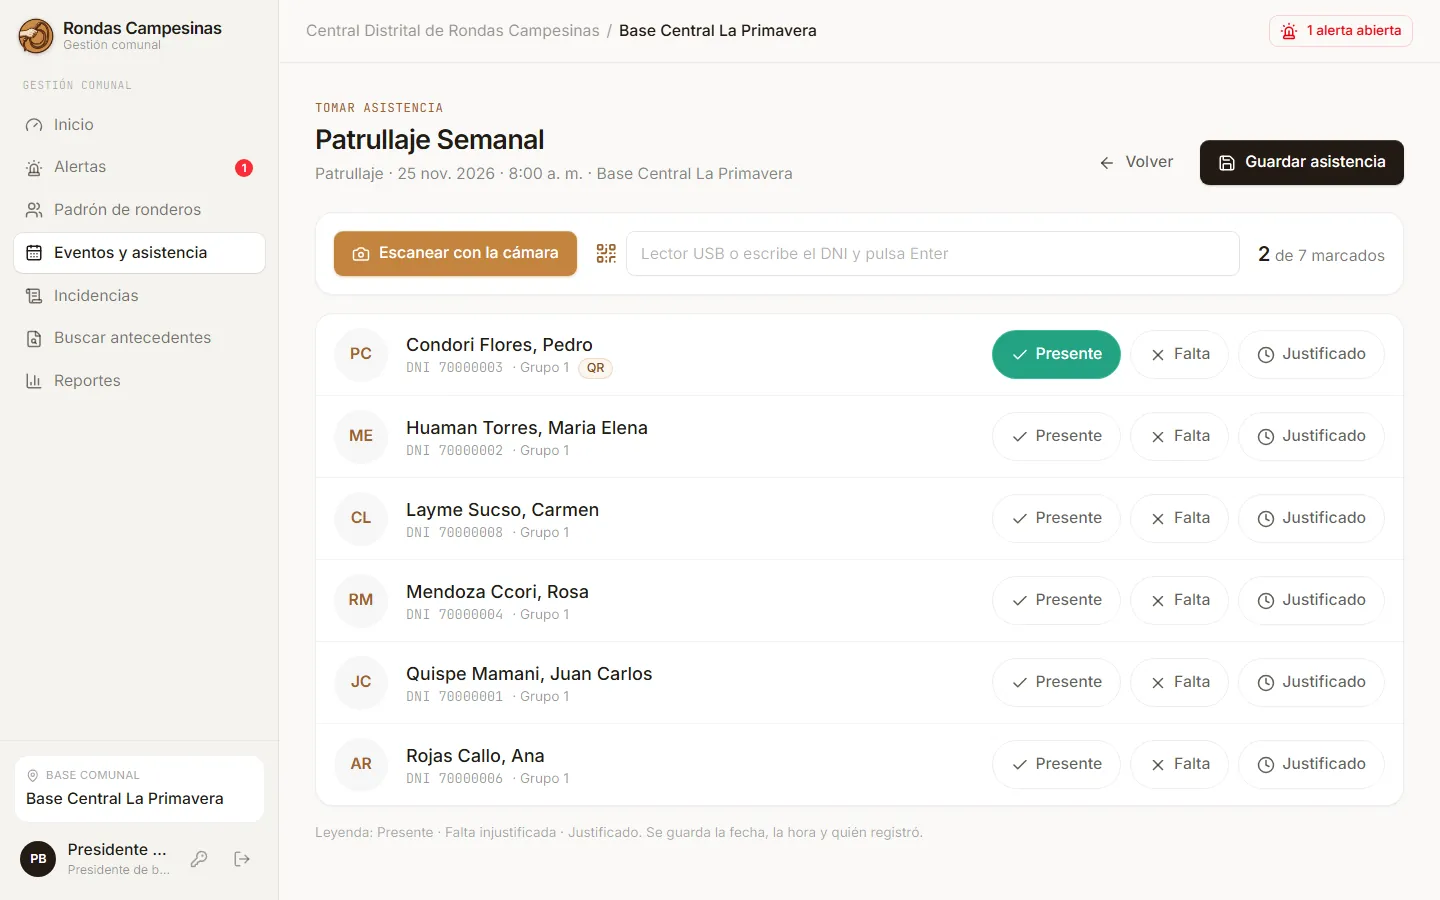 Rondas Campesinas
Gestión comunal
GESTIÓN COMUNAL
Inicio
Alertas
1
Padrón de ronderos
Eventos y asistencia
Incidencias
Buscar antecedentes
Reportes
BASE COMUNAL
Base Central La Primavera
PB
Presidente ...
Presidente de b...
Central Distrital de Rondas Campesinas / Base Central La Primavera
1 alerta abierta
TOMAR ASISTENCIA
Patrullaje Semanal
Patrullaje · 25 nov. 2026 · 8:00 a. m. · Base Central La Primavera
Volver
Guardar asistencia
Escanear con la cámara
Lector USB o escribe el DNI y pulsa Enter
2 de 7 marcados
PC
Condori Flores, Pedro
DNI 70000003 · Grupo 1 QR
Presente Falta Justificado
ME
Huaman Torres, Maria Elena
DNI 70000002 · Grupo 1
Presente Falta Justificado
CL
Layme Sucso, Carmen
DNI 70000008 · Grupo 1
Presente Falta Justificado
RM
Mendoza Ccori, Rosa
DNI 70000004 · Grupo 1
Presente Falta Justificado
JC
Quispe Mamani, Juan Carlos
DNI 70000001 · Grupo 1
Presente Falta Justificado
AR
Rojas Callo, Ana
DNI 70000006 · Grupo 1
Presente Falta Justificado
Leyenda: Presente · Falta injustificada · Justificado. Se guarda la fecha, la hora y quién registró.